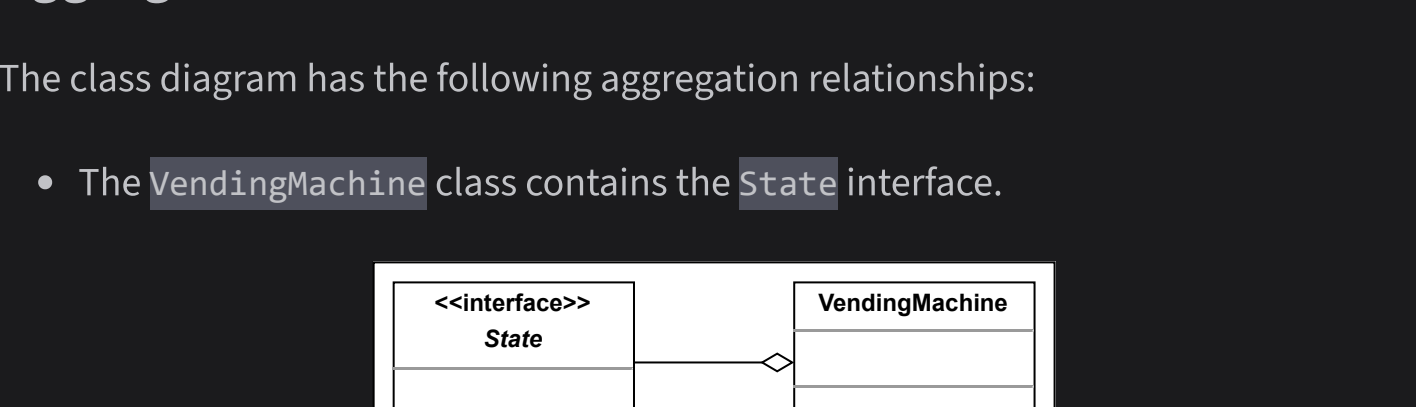 The class diagram has the following aggregation relationships:
The VendingMachine class contains the State interface.
<<interface>>
State
VendingMachine